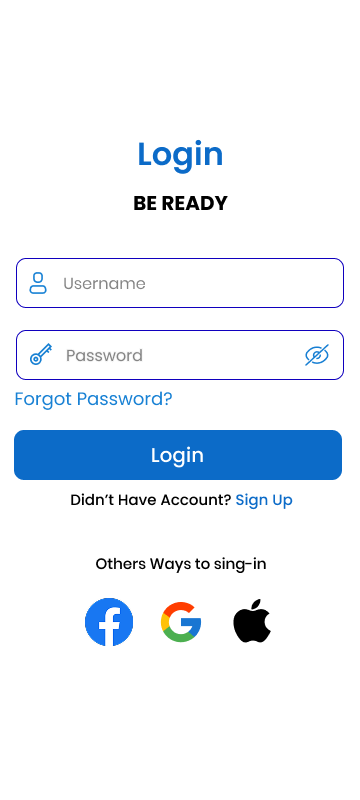 Login
BE READY
Username
Password
Forgot Password?
Login
Didn’t Have Account? Sign Up
Others Ways to sing-in